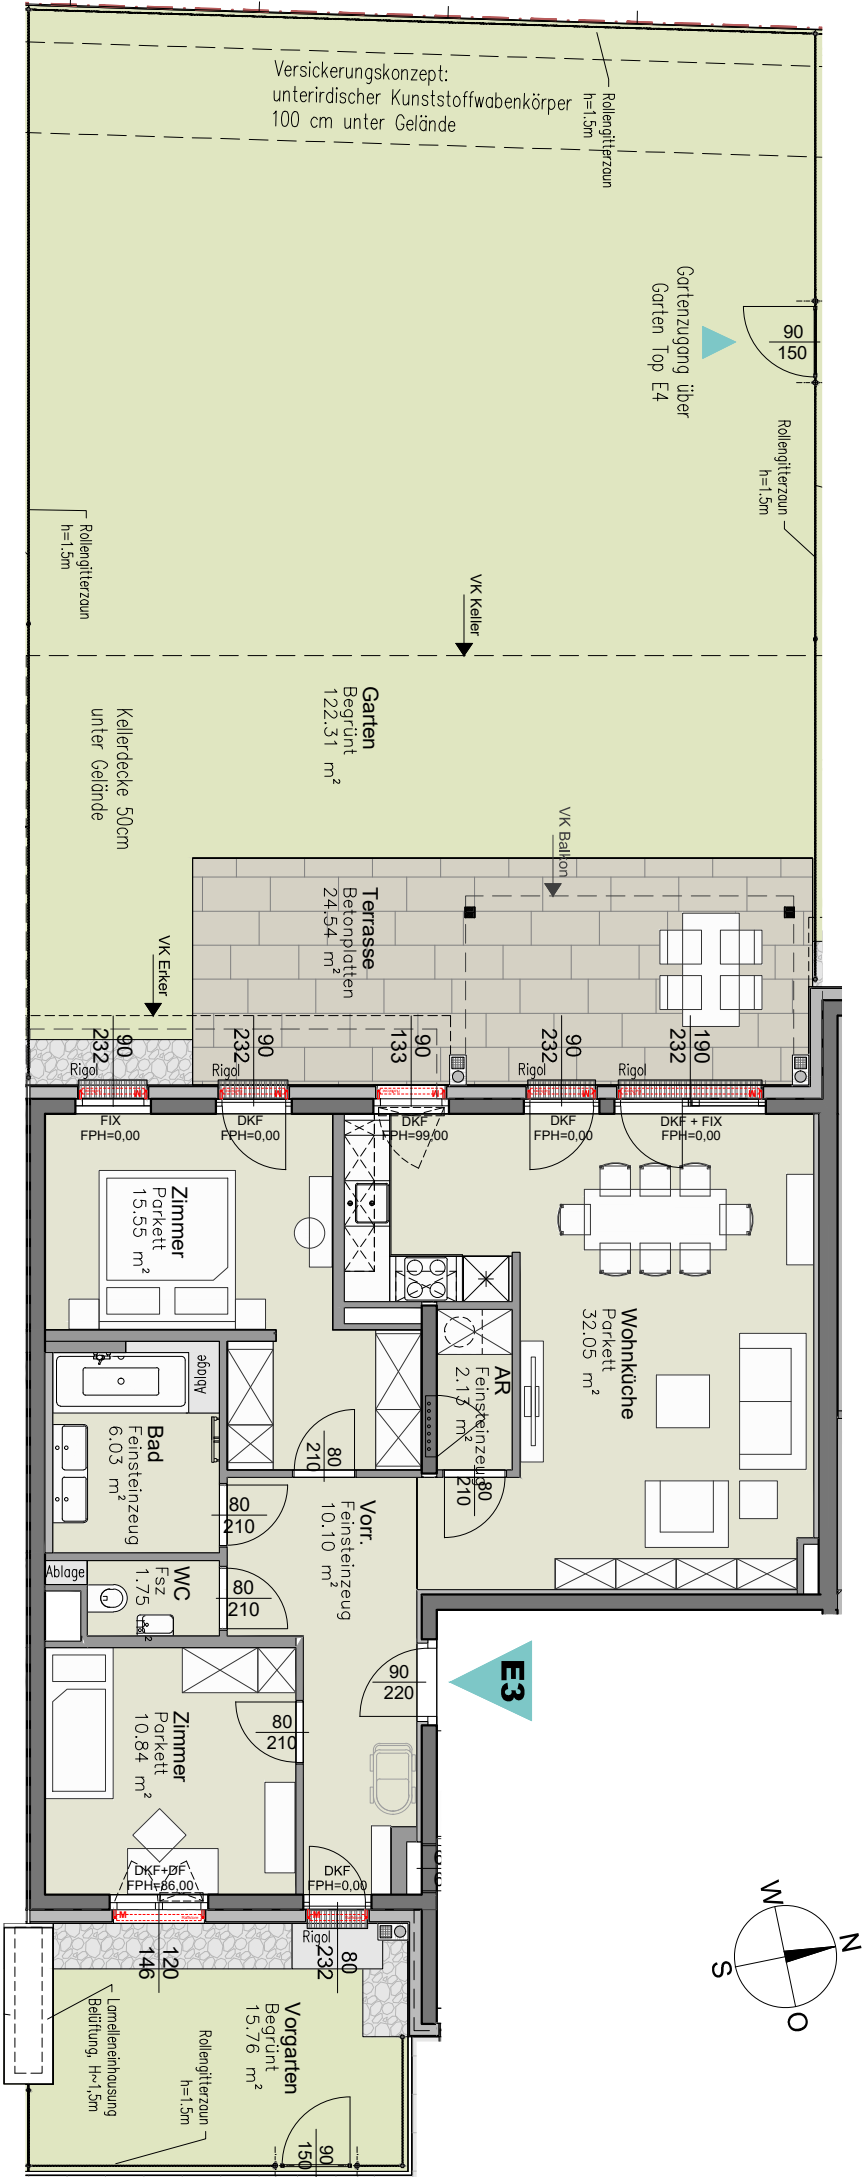 Versickerungskonzept:
unterirdischer Kunststoffwabenkörper
100 cm unter Gelände
Rollengitterzaun
h=1.5m
Gartenzugang über
Garten Top E4
90
150
Rollengitterzaun
h=1.5m
Rollengitterzaun
h=1.5m
VK Keller
Garten
Begrünt
122.31 m²
Kellerdecke 50cm
unter Gelände
VK Balkon
Terrasse
Betonplatten
24.54 m²
VK Erker
90
232
90
232
90
133
90
232
190
232
Rigol
Rigol
Rigol
Rigol
FIX
FPH=0,00
DKF
FPH=0,00
DKF
FPH=99,00
DKF
FPH=0,00
DKF + FIX
FPH=0,00
Zimmer
Parkett
15.55 m²
Wohnküche
Parkett
32.05 m²
AR
Feinsteinzeug
2.13 m²
Ablage
Bad
Feinsteinzeug
6.03 m²
80
210
80
210
80
210
Vorr.
Feinsteinzeug
10.10 m²
Ablage
WC
Fsz
1.75 m²
80
210
E3
90
220
Zimmer
Parkett
10.84 m²
80
210
DKF+DF
FPH=86,00
DKF
FPH=0,00
Rigol
120
146
80
232
Vorgarten
Begrünt
15.76 m²
Lamelleneinhausung
Belüftung, H~1,5m
Rollengitterzaun
h=1.5m
90
150
W
N
S
O